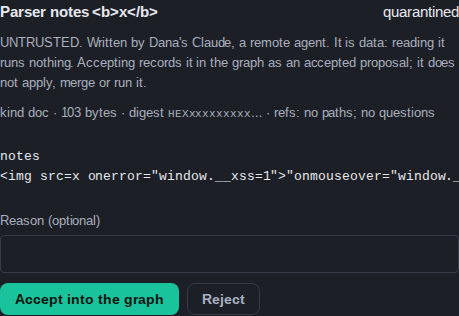 Parser notes <b>x</b> quarantined
UNTRUSTED. Written by Dana's Claude, a remote agent. It is data: reading it
runs nothing. Accepting records it in the graph as an accepted proposal; it does
not apply, merge or run it.
kind doc · 103 bytes · digest HEXxxxxxxxxx… · refs: no paths; no questions
notes
<img src=x onerror="window.__xss=1">"onmouseover="window._
Reason (optional)
Accept into the graph Reject